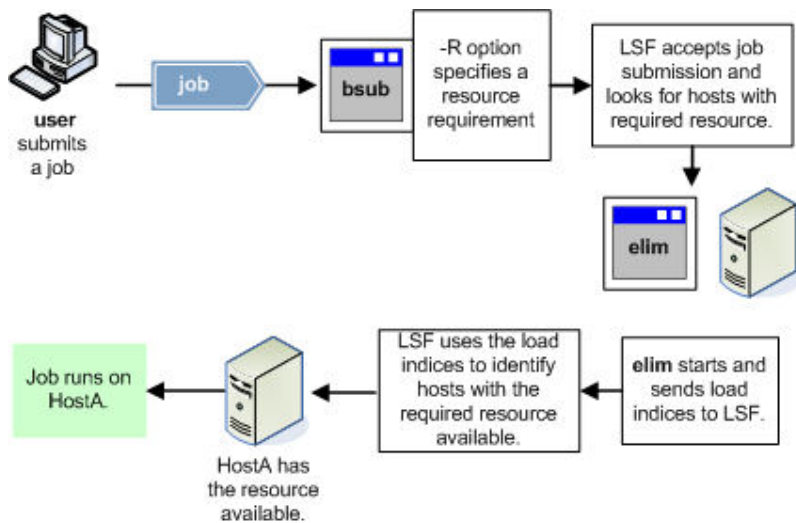 user
submits
a job
job
bsub
-R option
specifies a
resource
requirement
LSF accepts job
submission and
looks for hosts with
required resource.
elim
elim starts and
sends load
indices to LSF.
LSF uses the load
indices to identify
hosts with the
required resource
available.
HostA has
the resource
available.
Job runs on
HostA.